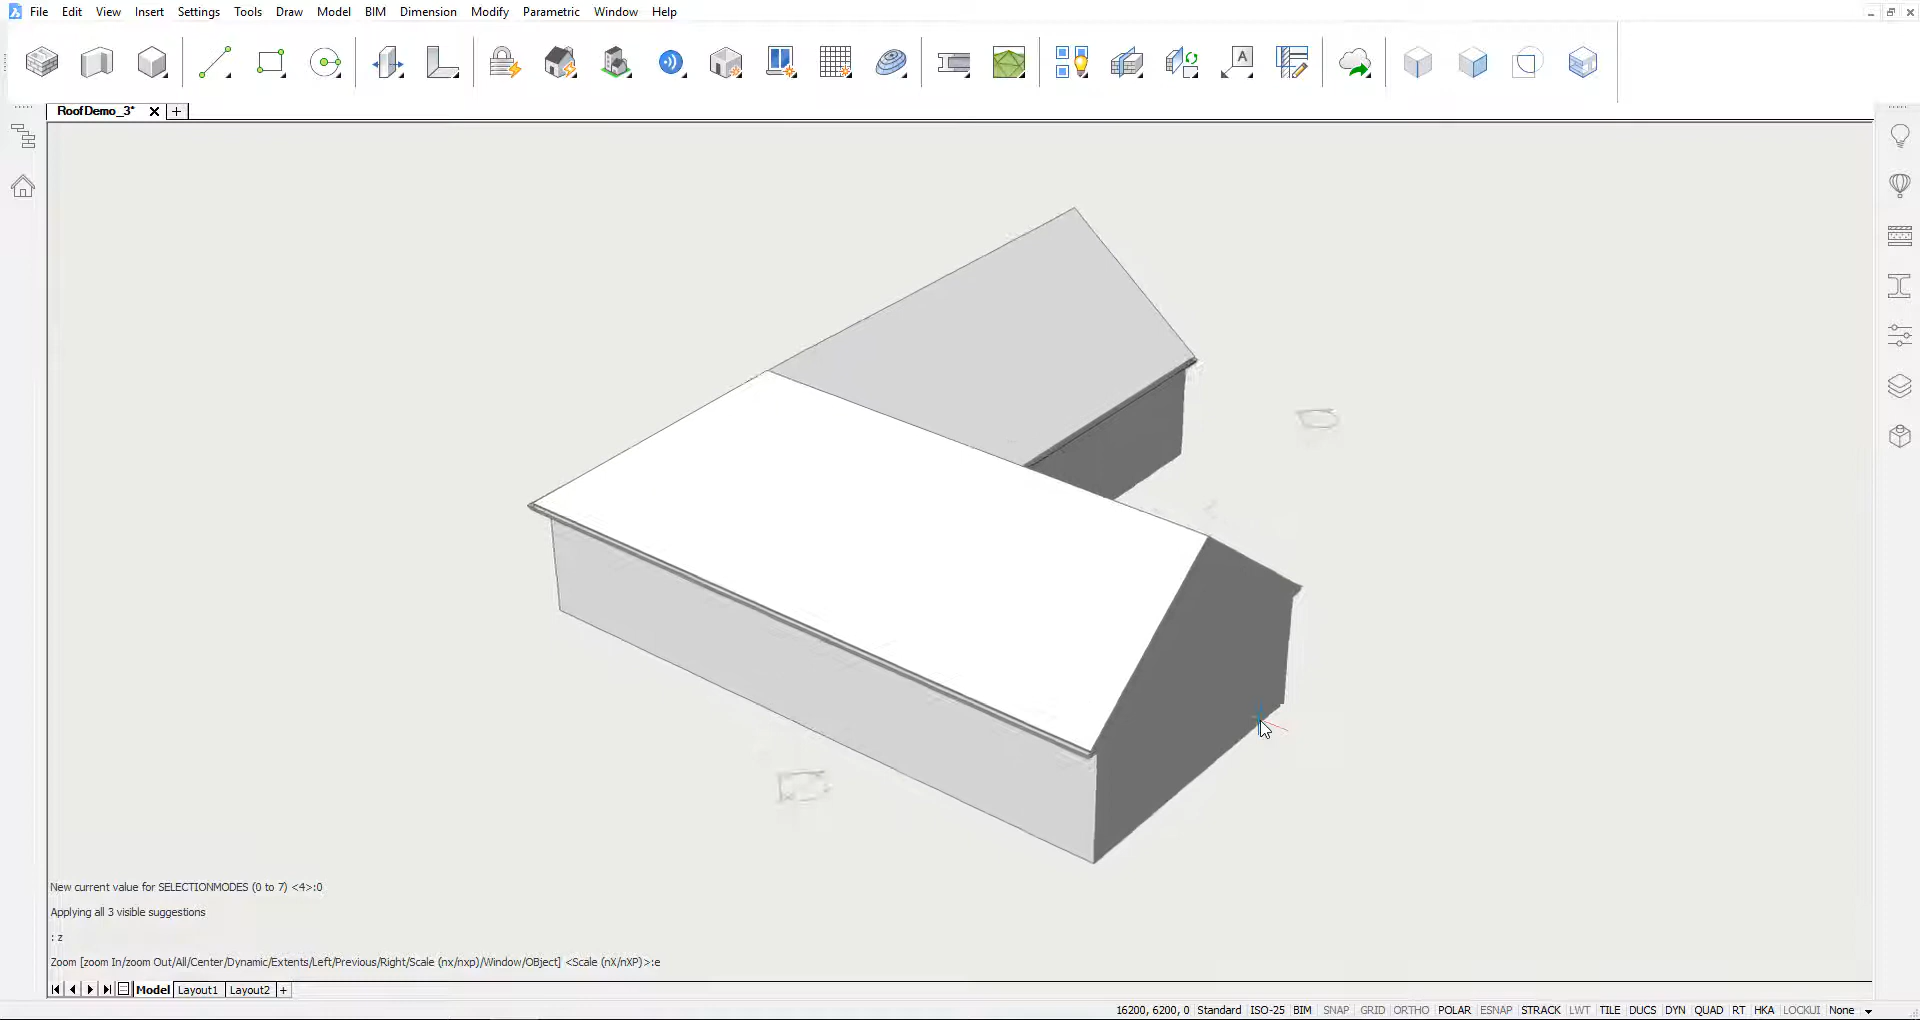 File Edit View Insert Settings Tools Draw Model BIM Dimension Modify Parametric Window Help
A
RoofDemo_3*
New current value for SELECTIONMODES (0 to 7) <4>:0
Applying all 3 visible suggestions
: z
Zoom [zoom In/zoom Out/All/Center/Dynamic/Extents/Left/Previous/Right/Scale (nx/nxp)/Window/OBject] <Scale (nX/nXP)>:e
Model Layout1 Layout2 +
16200, 6200, 0 Standard ISO-25 BIM SNAP GRID ORTHO POLAR ESNAP STRACK LWT TILE DUCS DYN QUAD RT HKA LOCKUI None